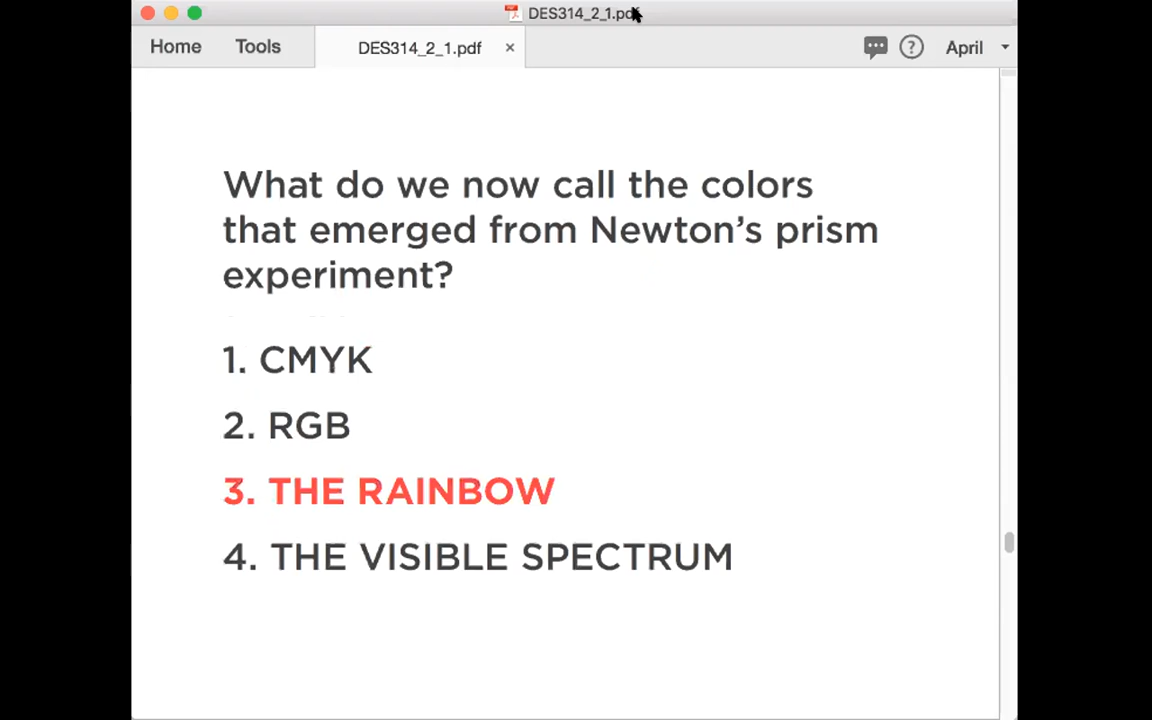 DES314_2_1.pdf
Home Tools DES314_2_1.pdf × ? April
What do we now call the colors
that emerged from Newton’s prism
experiment?
1. CMYK
2. RGB
3. THE RAINBOW
4. THE VISIBLE SPECTRUM